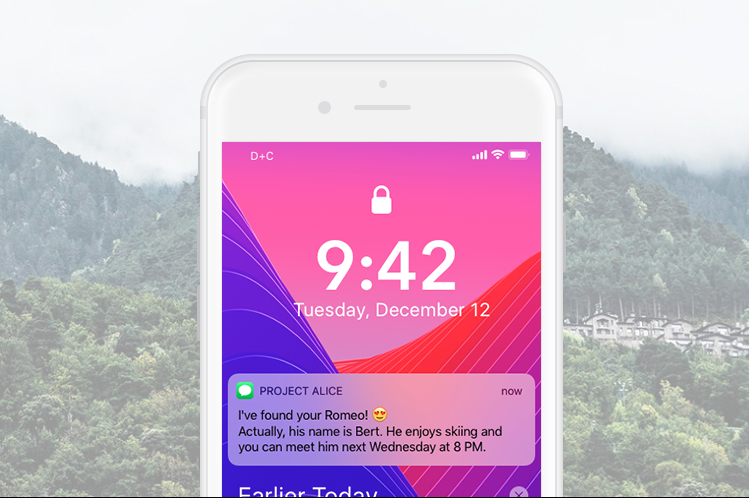 D+C
9:42
Tuesday, December 12
PROJECT ALICE now
I've found your Romeo! 😍
Actually, his name is Bert. He enjoys skiing and
you can meet him next Wednesday at 8 PM.
Earlier Today